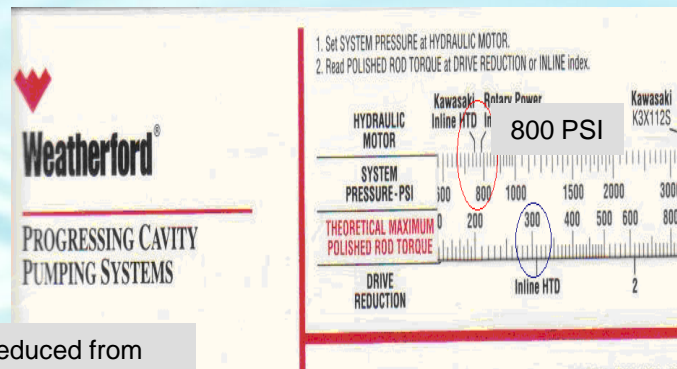 1. Set SYSTEM PRESSURE at HYDRAULIC MOTOR.
2. Read POLISHED ROD TORQUE at DRIVE REDUCTION or INLINE index.
Weatherford®
PROGRESSING CAVITY
PUMPING SYSTEMS
Kawasaki Rotary Power Kawasaki
HYDRAULIC Inline HTD K3X112S
MOTOR
800 PSI
SYSTEM
PRESSURE-PSI 800 1000 1500 2000 3000
THEORETICAL MAXIMUM 200 300 400 500 600 800
POLISHED ROD TORQUE
DRIVE Inline HTD 2
REDUCTION
educed from